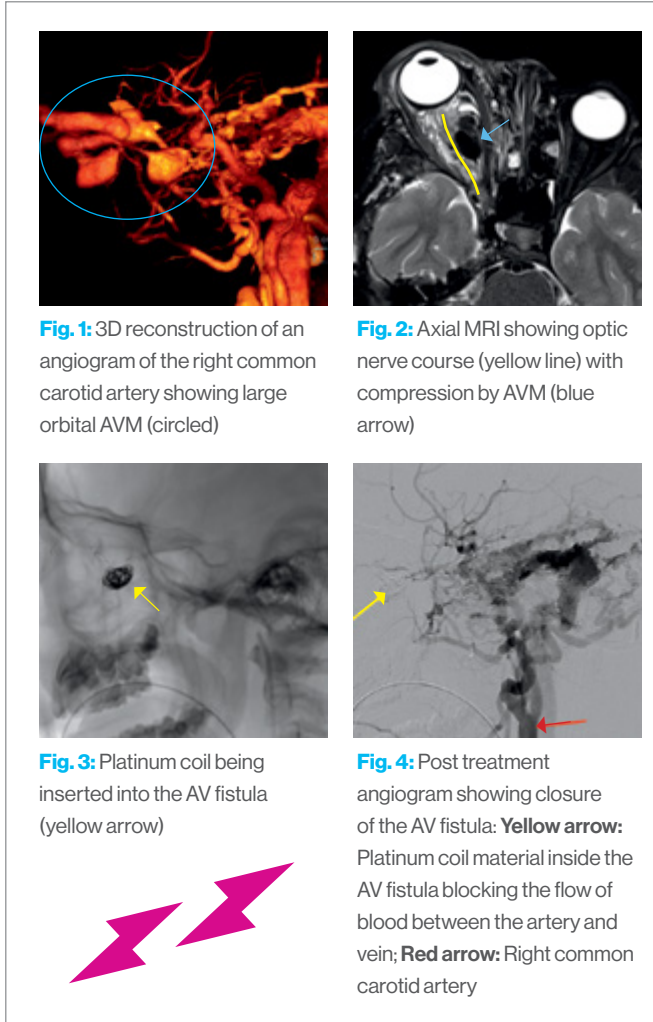 Fig. 1: 3D reconstruction of an
angiogram of the right common
carotid artery showing large
orbital AVM (circled)
Fig. 2: Axial MRI showing optic
nerve course (yellow line) with
compression by AVM (blue
arrow)
Fig. 3: Platinum coil being
inserted into the AV fistula
(yellow arrow)
Fig. 4: Post treatment
angiogram showing closure
of the AV fistula: Yellow arrow:
Platinum coil material inside the
AV fistula blocking the flow of
blood between the artery and
vein; Red arrow: Right common
carotid artery